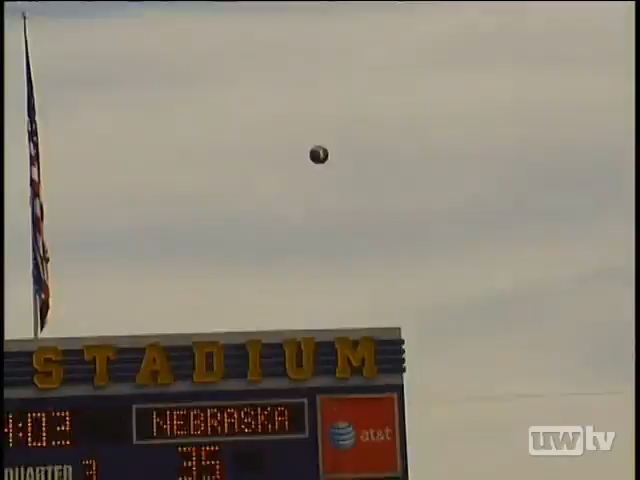 STADIUM
4:03 NEBRASKA
at&t
QUARTER 3 35
uwtv